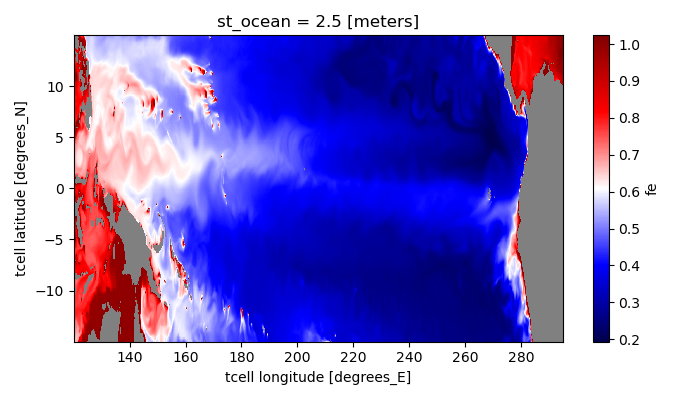 st_ocean = 2.5 [meters]
tcell latitude [degrees_N]
10
5
0
−5
−10
140 160 180 200 220 240 260 280
tcell longitude [degrees_E]
1.0
0.9
0.8
0.7
0.6
0.5
0.4
0.3
0.2
fe